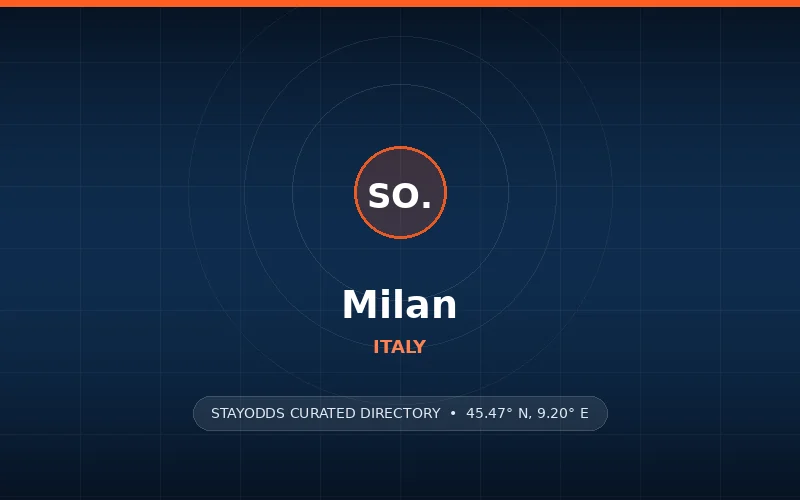 SO.
Milan
ITALY
STAYODDS CURATED DIRECTORY • 45.47° N, 9.20° E